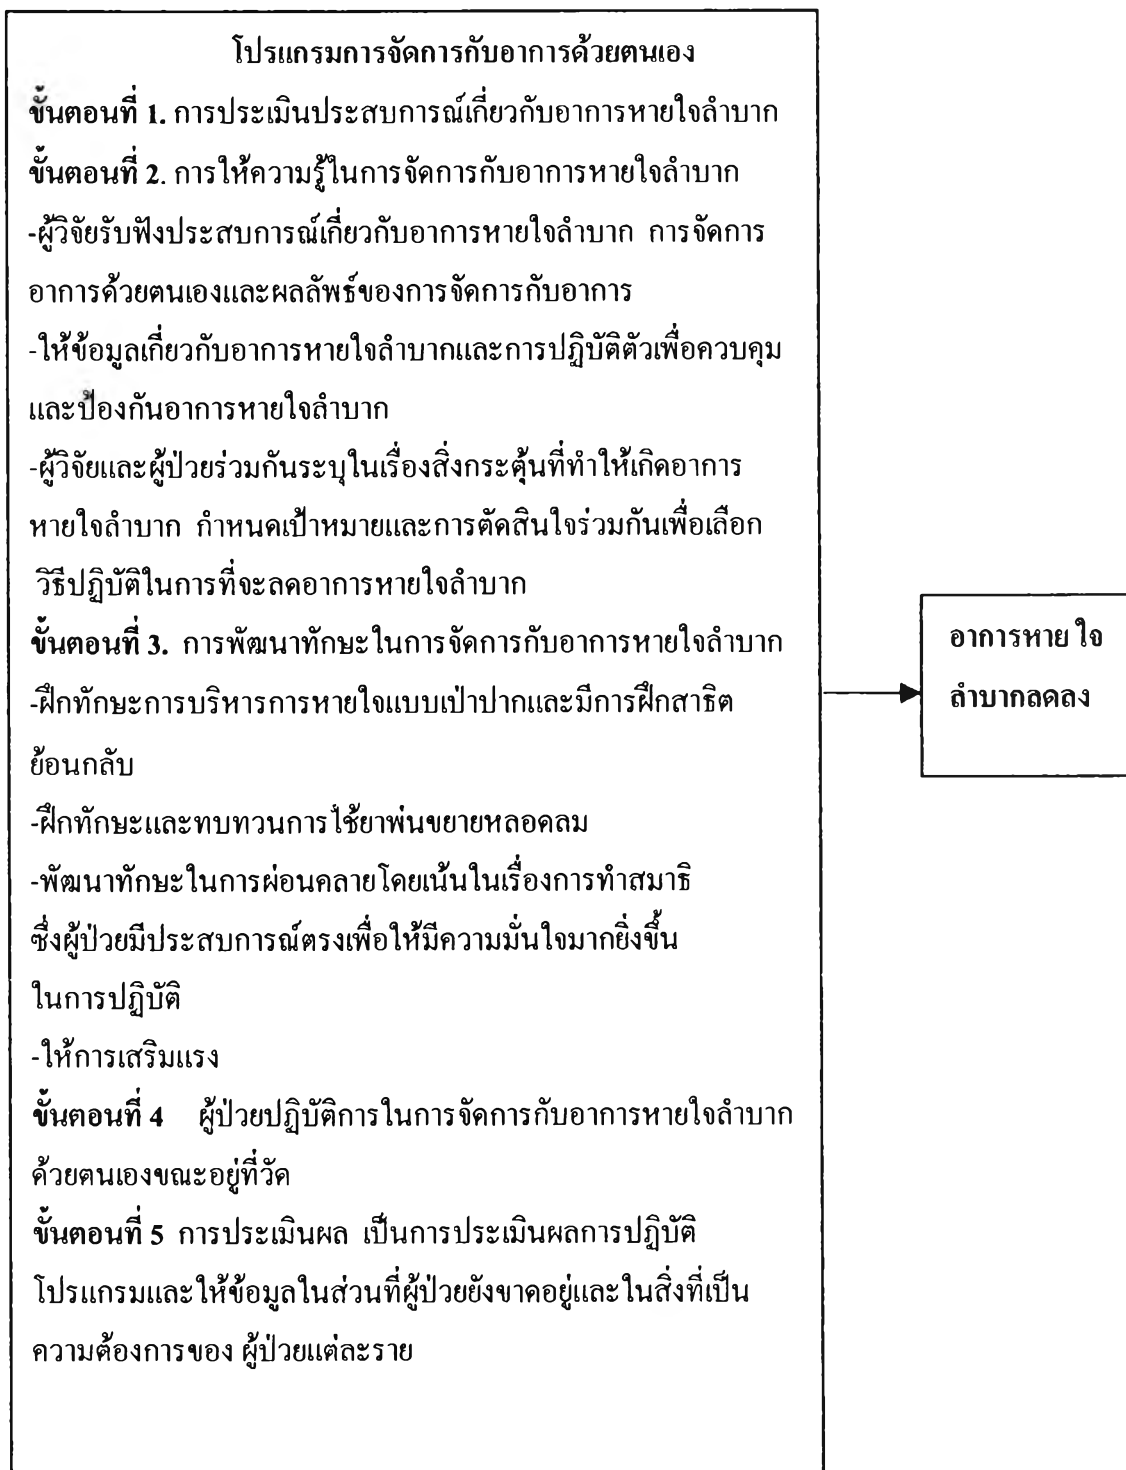 โปรแกรมการจัดการกับอาการด้วยตนเอง
ขั้นตอนที่ 1. การประเมินประสบการณ์เกี่ยวกับอาการหายใจลำบาก
ขั้นตอนที่ 2. การให้ความรู้ในการจัดการกับอาการหายใจลำบาก
-ผู้วิจัยรับฟังประสบการณ์เกี่ยวกับอาการหายใจลำบาก การจัดการ
อาการด้วยตนเองและผลลัพธ์ของการจัดการกับอาการ
-ให้ข้อมูลเกี่ยวกับอาการหายใจลำบากและการปฏิบัติตัวเพื่อควบคุม
และป้องกันอาการหายใจลำบาก
-ผู้วิจัยและผู้ป่วยร่วมกันระบุในเรื่องสิ่งกระตุ้นที่ทำให้เกิดอาการ
หายใจลำบาก กำหนดเป้าหมายและการตัดสินใจร่วมกันเพื่อเลือก
วิธีปฏิบัติในการที่จะลดอาการหายใจลำบาก
ขั้นตอนที่ 3. การพัฒนาทักษะในการจัดการกับอาการหายใจลำบาก
-ฝึกทักษะการบริหารการหายใจแบบเป่าปากและมีการฝึกสาธิต
ย้อนกลับ
-ฝึกทักษะและทบทวนการใช้ยาพ่นขยายหลอดลม
-พัฒนาทักษะในการผ่อนคลายโดยเน้นในเรื่องการทำสมาธิ
ซึ่งผู้ป่วยมีประสบการณ์ตรงเพื่อให้มีความมั่นใจมากยิ่งขึ้น
ในการปฏิบัติ
-ให้การเสริมแรง
ขั้นตอนที่ 4 ผู้ป่วยปฏิบัติการในการจัดการกับอาการหายใจลำบาก
ด้วยตนเองขณะอยู่ที่วัด
ขั้นตอนที่ 5 การประเมินผล เป็นการประเมินผลการปฏิบัติ
โปรแกรมและให้ข้อมูลในส่วนที่ผู้ป่วยยังขาดอยู่และในสิ่งที่เป็น
ความต้องการของ ผู้ป่วยแต่ละราย
อาการหายใจ
ลำบากลดลง